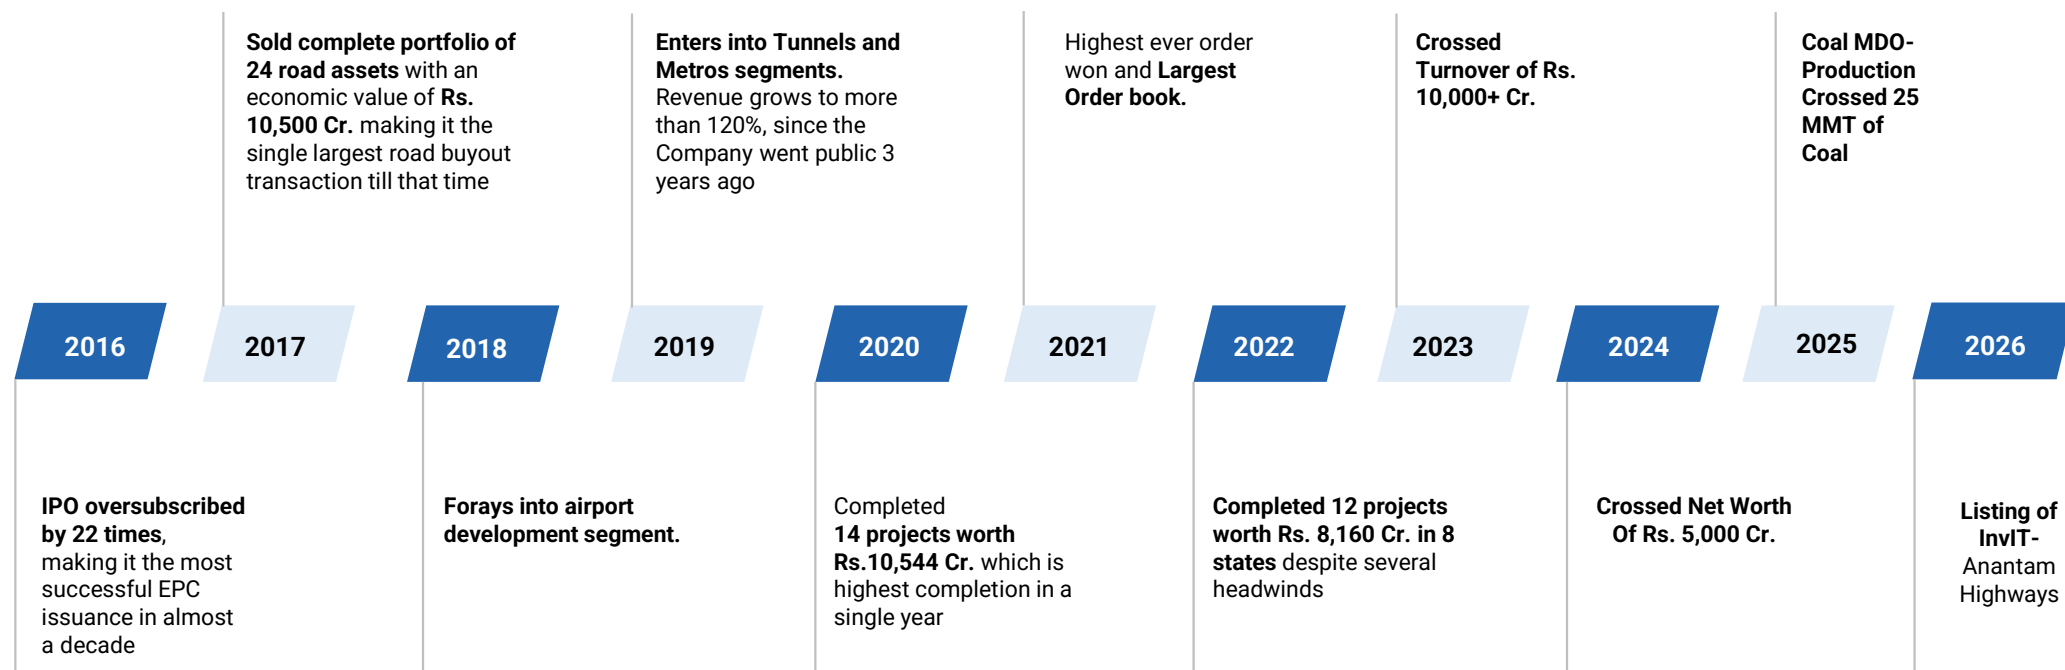 Sold complete portfolio of
24 road assets with an
economic value of Rs.
10,500 Cr. making it the
single largest road buyout
transaction till that time
Enters into Tunnels and
Metros segments.
Revenue grows to more
than 120%, since the
Company went public 3
years ago
Highest ever order
won and Largest
Order book.
Crossed
Turnover of Rs.
10,000+ Cr.
Coal MDO-
Production
Crossed 25
MMT of
Coal
2016
2017
2018
2019
2020
2021
2022
2023
2024
2025
2026
IPO oversubscribed
by 22 times,
making it the most
successful EPC
issuance in almost
a decade
Forays into airport
development segment.
Completed
14 projects worth
Rs.10,544 Cr. which is
highest completion in a
single year
Completed 12 projects
worth Rs. 8,160 Cr. in 8
states despite several
headwinds
Crossed Net Worth
Of Rs. 5,000 Cr.
Listing of
InvIT-
Anantam
Highways